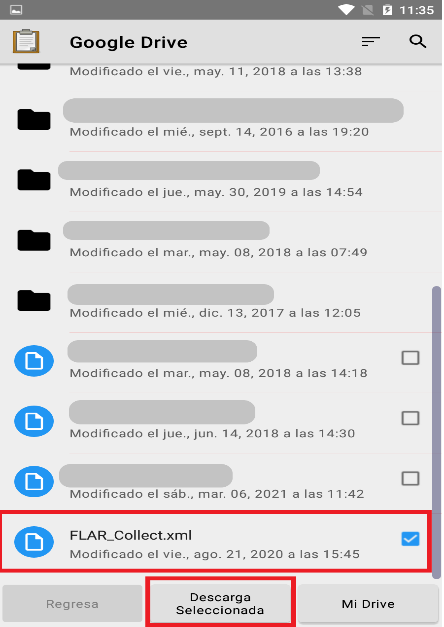 11:35
Google Drive
Modificado el vie., may. 11, 2018 a las 13:38
Modificado el mié., sept. 14, 2016 a las 19:20
Modificado el jue., may. 30, 2019 a las 14:54
Modificado el mar., may. 08, 2018 a las 07:49
Modificado el mié., dic. 13, 2017 a las 12:05
Modificado el mar., may. 08, 2018 a las 14:18
Modificado el jue., jun. 14, 2018 a las 14:30
Modificado el sáb., mar. 06, 2021 a las 11:42
FLAR_Collect.xml
Modificado el vie., ago. 21, 2020 a las 15:45
Regresa
Descarga
Seleccionada
Mi Drive